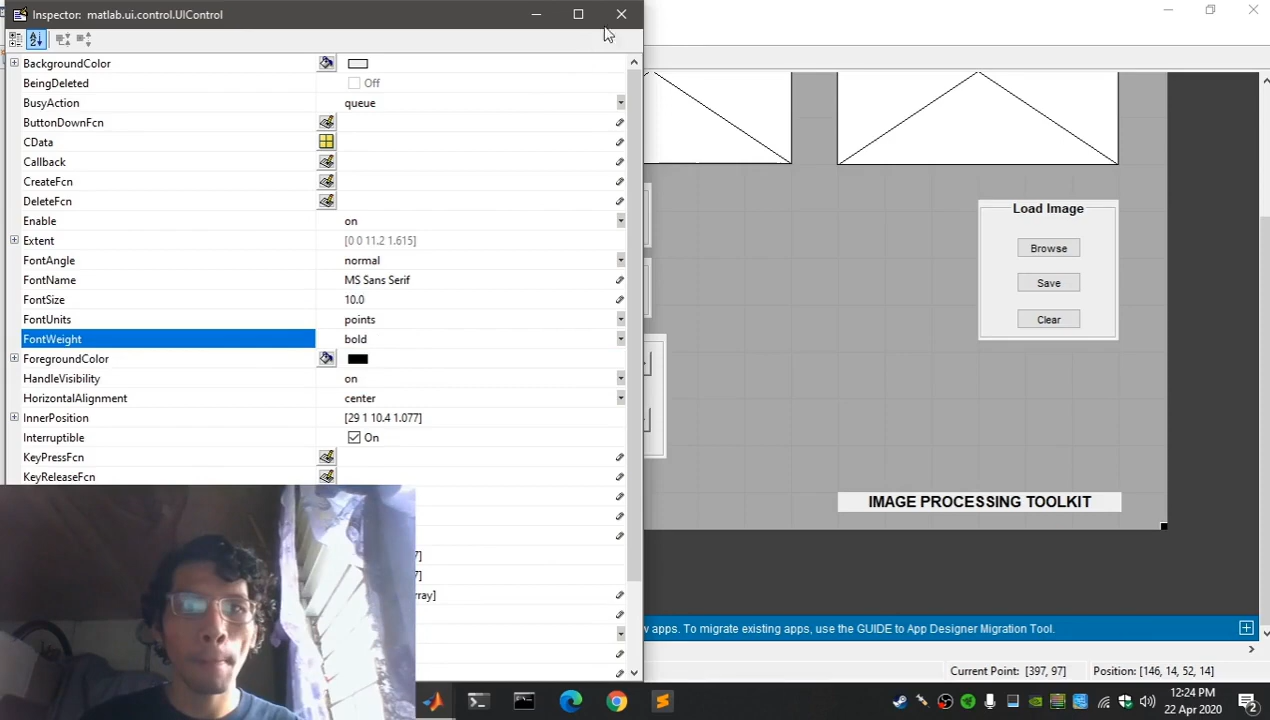 Inspector: matlab.ui.control.UIControl
BackgroundColor
BeingDeleted Off
BusyAction queue
ButtonDownFcn
CData
Callback
CreateFcn
DeleteFcn
Enable on
Extent [0 0 11.2 1.615]
FontAngle normal
FontName MS Sans Serif
FontSize 10.0
FontUnits points
FontWeight bold
ForegroundColor
HandleVisibility on
HorizontalAlignment center
InnerPosition [29 1 10.4 1.077]
Interruptible On
KeyPressFcn
KeyReleaseFcn
7]
7]
rray]
Load Image
Browse
Save
Clear
IMAGE PROCESSING TOOLKIT
w apps. To migrate existing apps, use the GUIDE to App Designer Migration Tool.
Current Point: [397, 97] Position: [146, 14, 52, 14]
12:24 PM
22 Apr 2020
2